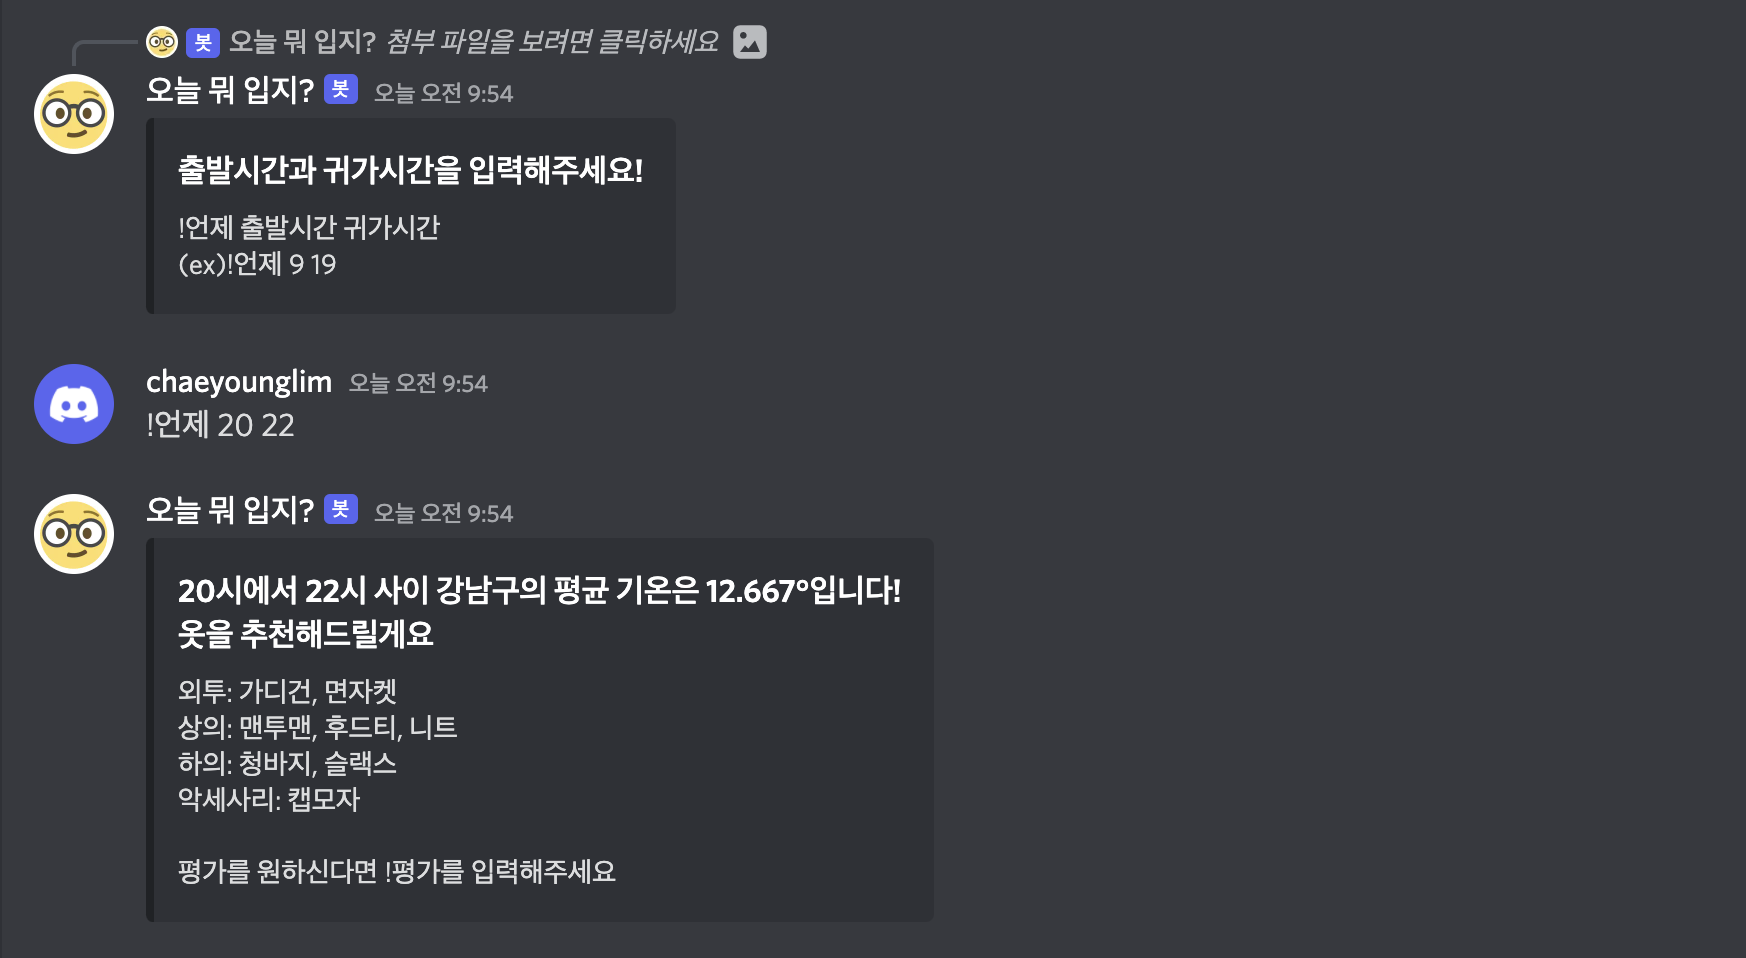 봇 오늘 뭐 입지? 첨부 파일을 보려면 클릭하세요
오늘 뭐 입지? 봇 오늘 오전 9:54
출발시간과 귀가시간을 입력해주세요!
!언제 출발시간 귀가시간
(ex)!언제 9 19
chaeyounglim 오늘 오전 9:54
!언제 20 22
오늘 뭐 입지? 봇 오늘 오전 9:54
20시에서 22시 사이 강남구의 평균 기온은 12.667°입니다!
옷을 추천해드릴게요
외투: 가디건, 면자켓
상의: 맨투맨, 후드티, 니트
하의: 청바지, 슬랙스
악세사리: 캡모자
평가를 원하신다면 !평가를 입력해주세요